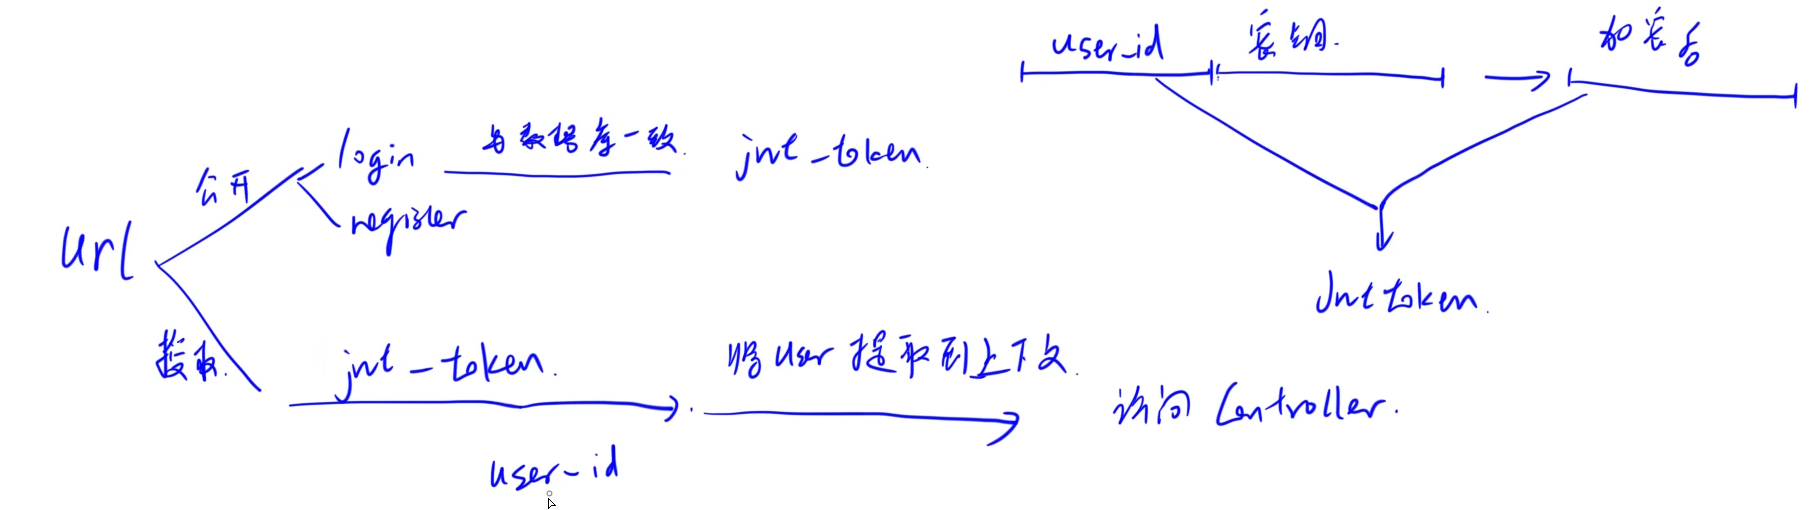 user_id 密钥. 加密后
login 与数据库一致. jwt_token.
公开
register
url
Jwt token.
授权. jwt_token. 将user提取到上下文.
访问 Controller.
user_id